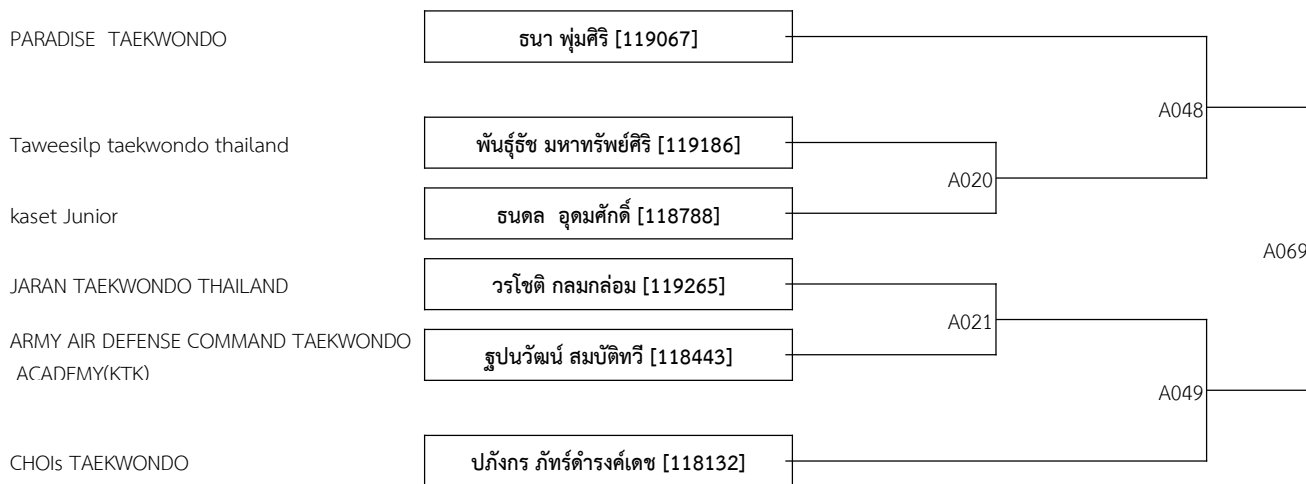 PARADISE  TAEKWONDO
ธนา พุ่มศิริ [119067]
A048
Taweesilp taekwondo thailand
พันธุ์ธัช มหาทรัพย์ศิริ [119186]
A020
kaset Junior
ธนดล  อุดมศักดิ์ [118788]
A069
JARAN TAEKWONDO THAILAND
วรโชติ กลมกล่อม [119265]
A021
ARMY AIR DEFENSE COMMAND TAEKWONDO
ACADEMY(KTK)
ฐปนวัฒน์ สมบัติทวี [118443]
A049
CHOIs TAEKWONDO
ปภังกร ภัทร์ดำรงค์เดช [118132]